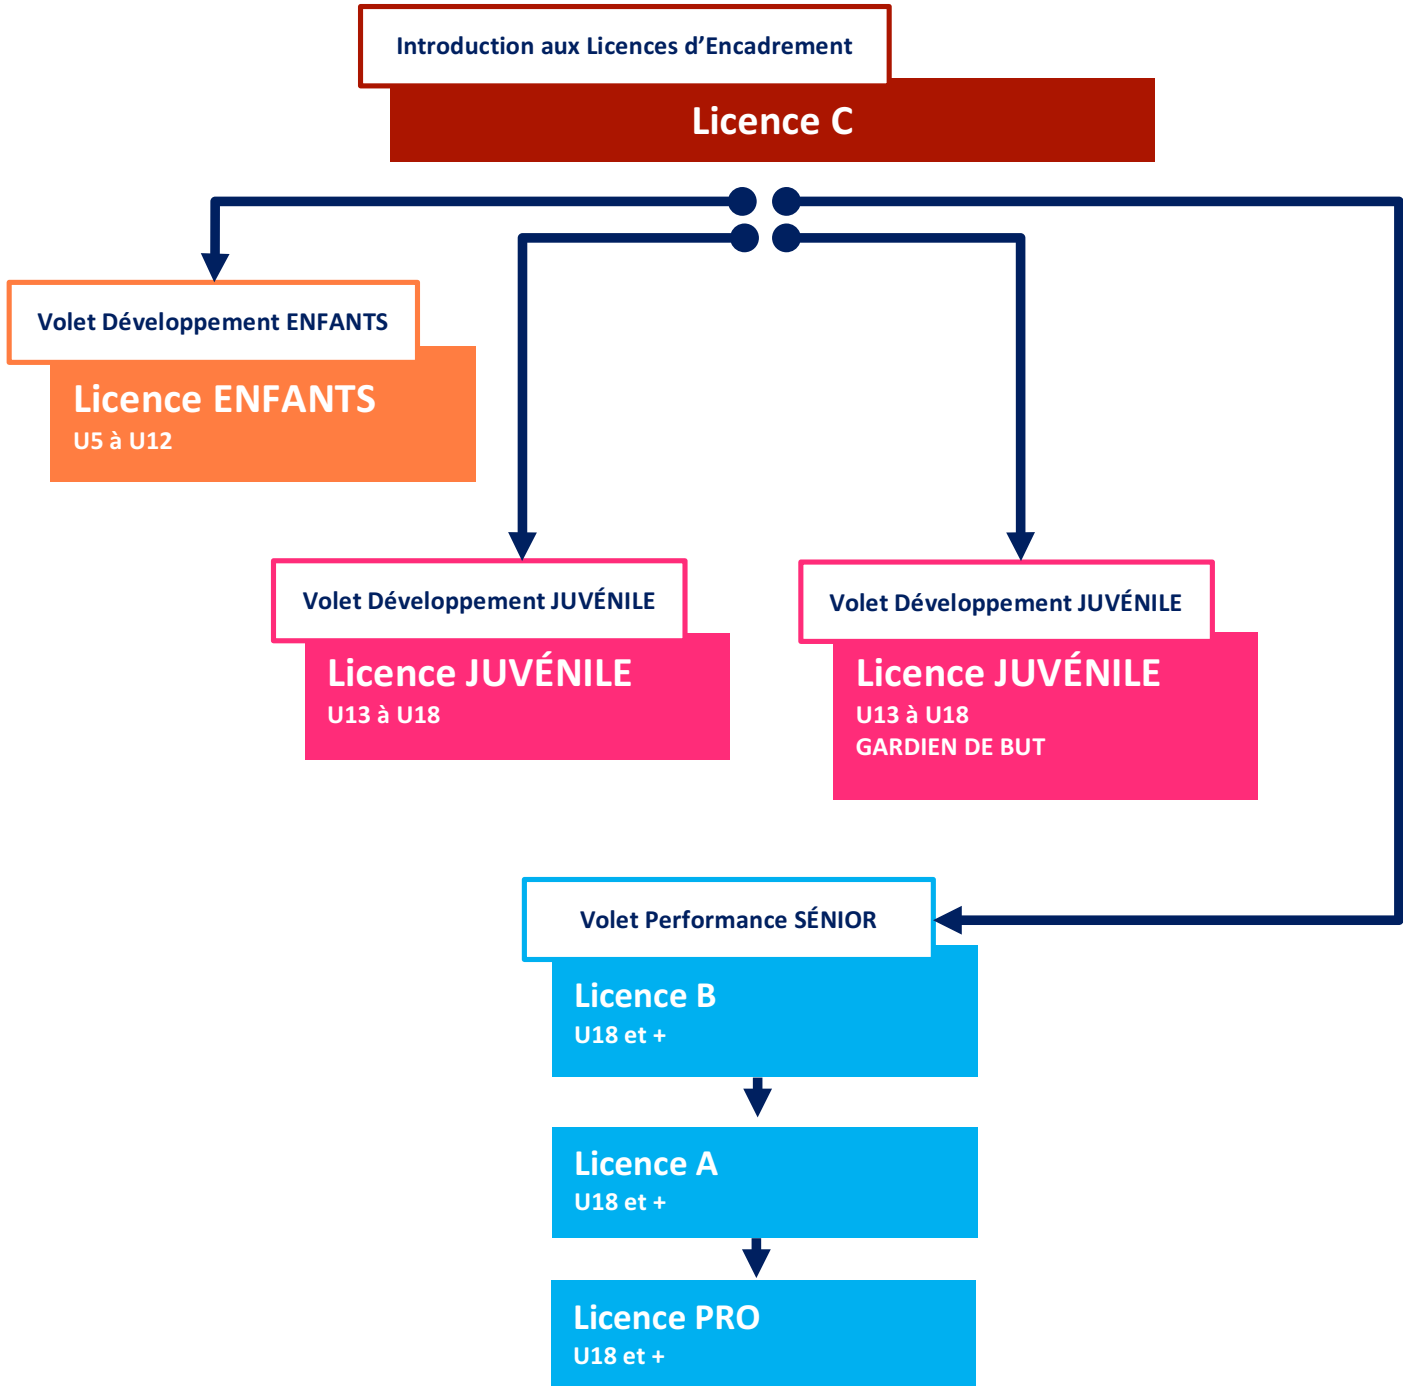 Introduction aux Licences d’Encadrement
Licence C
Volet Développement ENFANTS
Licence ENFANTS
U5 à U12
Volet Développement JUVÉNILE
Licence JUVÉNILE
U13 à U18
Volet Développement JUVÉNILE
Licence JUVÉNILE
U13 à U18
GARDIEN DE BUT
Volet Performance SÉNIOR
Licence B
U18 et +
Licence A
U18 et +
Licence PRO
U18 et +